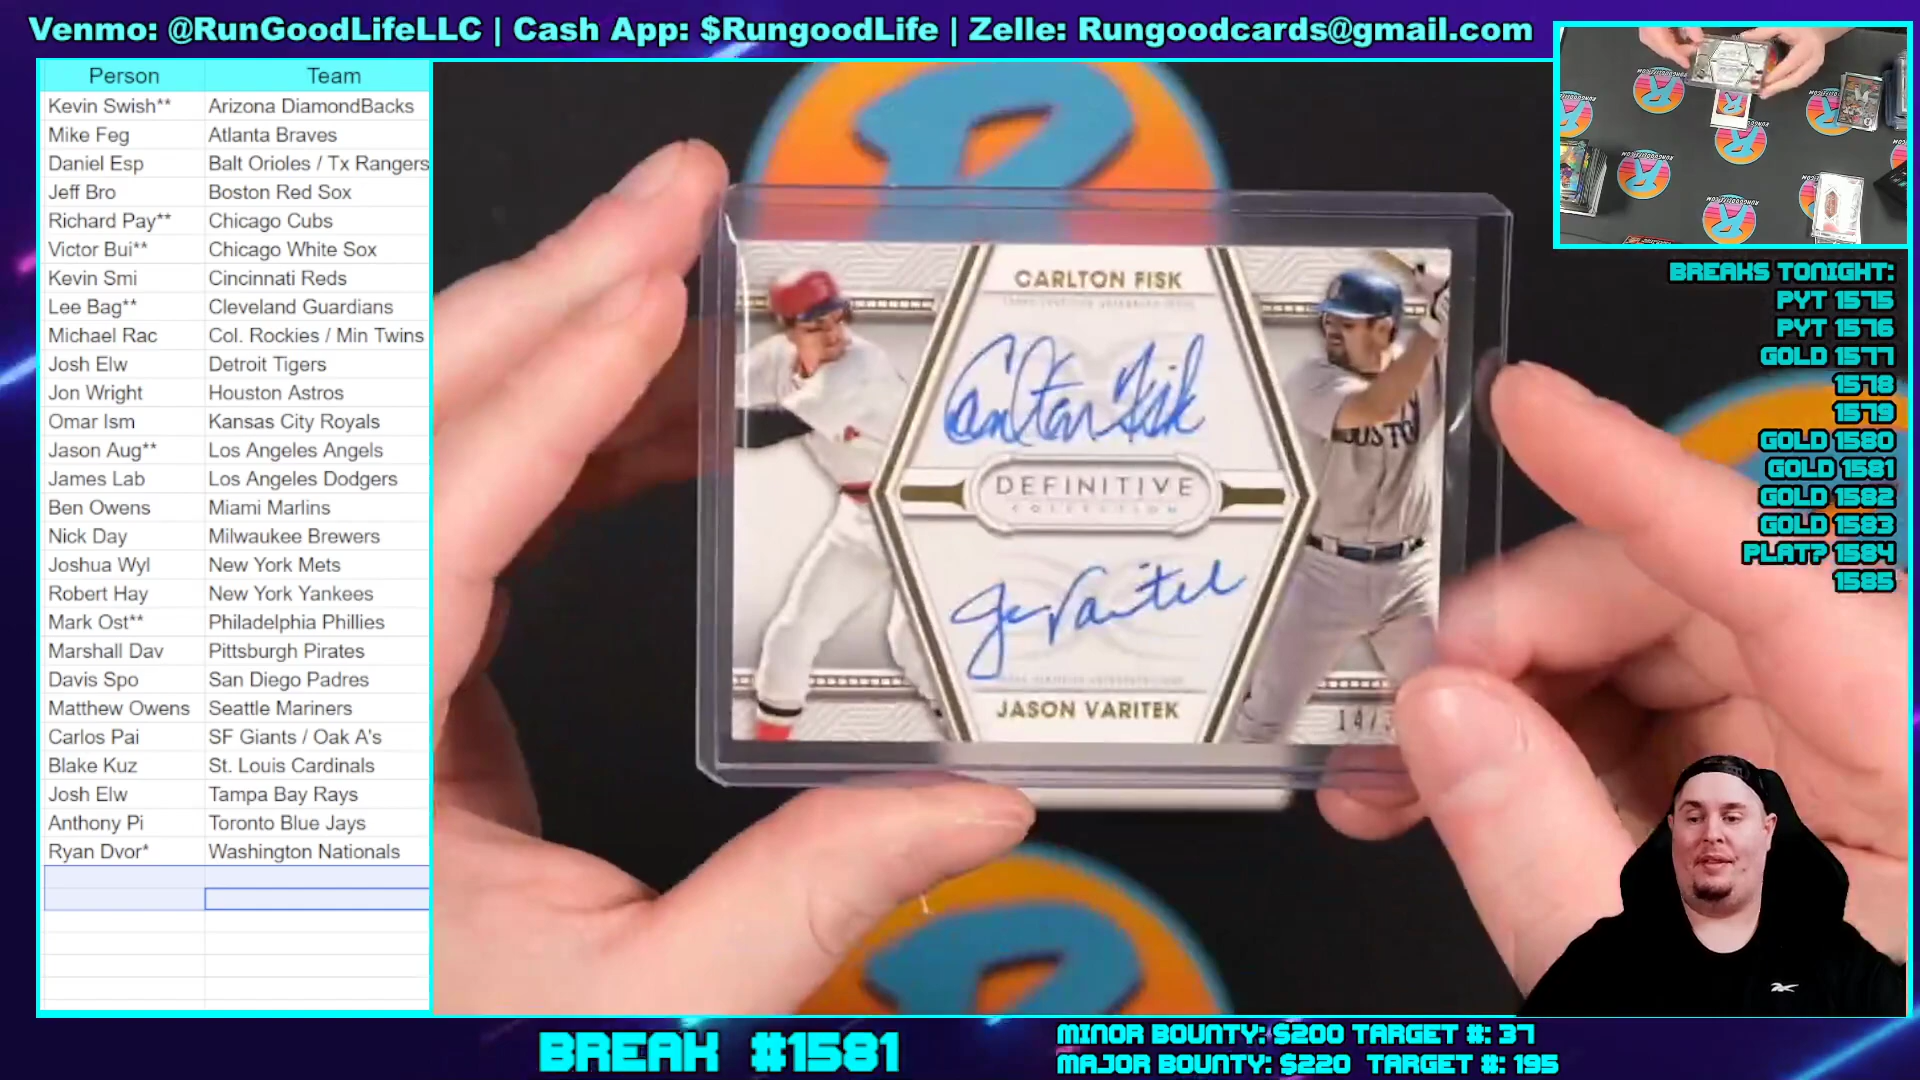 Venmo: @RunGoodLifeLLC | Cash App: $RungoodLife | Zelle: Rungoodcards@gmail.com
Person Team
Kevin Swish** Arizona DiamondBacks
Mike Feg Atlanta Braves
Daniel Esp Balt Orioles / Tx Rangers
Jeff Bro Boston Red Sox
Richard Pay** Chicago Cubs
Victor Bui** Chicago White Sox
Kevin Smi Cincinnati Reds
Lee Bag** Cleveland Guardians
Michael Rac Col. Rockies / Min Twins
Josh Elw Detroit Tigers
Jon Wright Houston Astros
Omar Ism Kansas City Royals
Jason Aug** Los Angeles Angels
James Lab Los Angeles Dodgers
Ben Owens Miami Marlins
Nick Day Milwaukee Brewers
Joshua Wyl New York Mets
Robert Hay New York Yankees
Mark Ost** Philadelphia Phillies
Marshall Dav Pittsburgh Pirates
Davis Spo San Diego Padres
Matthew Owens Seattle Mariners
Carlos Pai SF Giants / Oak A's
Blake Kuz St. Louis Cardinals
Josh Elw Tampa Bay Rays
Anthony Pi Toronto Blue Jays
Ryan Dvor* Washington Nationals
CARLTON FISK
Carlton Fisk
DEFINITIVE
COLLECTION
J Varitek
JASON VARITEK
14/
BREAKS TONIGHT:
PYT 1575
PYT 1576
GOLD 1577
1578
1579
GOLD 1580
GOLD 1581
GOLD 1582
GOLD 1583
PLAT? 1584
1585
BREAK #1581
MINOR BOUNTY: $200 TARGET #: 37
MAJOR BOUNTY: $220 TARGET #: 195